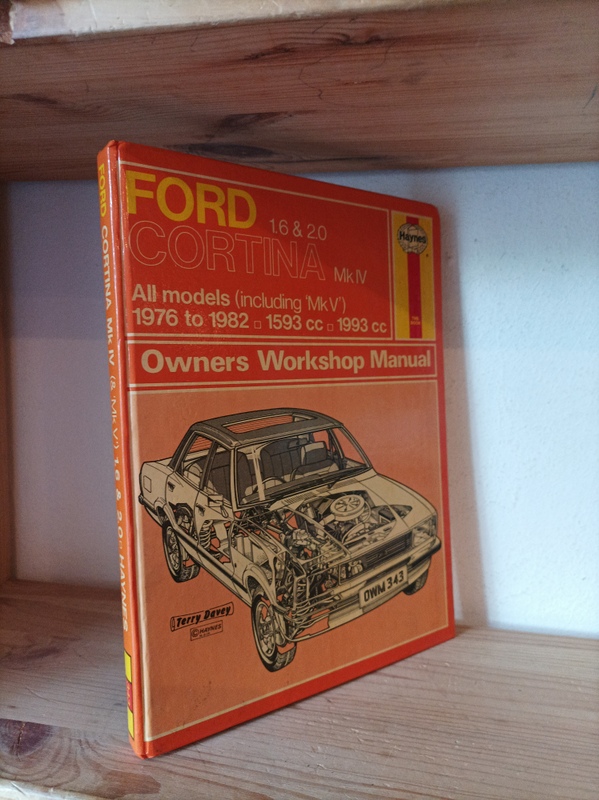 FORD
1.6 & 2.0
CORTINA Mk IV
All models (including 'Mk V')
1976 to 1982 □ 1593 cc □ 1993 cc
Haynes
Owners Workshop Manual
OWM 343
Terry Davey
© HAYNES
FORD CORTINA Mk IV (& 'Mk V') 1.6 & 2.0 HAYNES